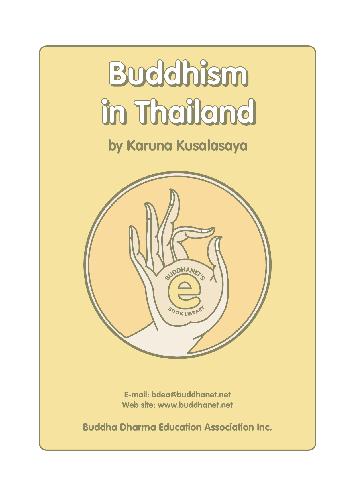 Buddhism
in Thailand
by Karuna Kusalasaya
BUDDHANET'S
e
BOOK LIBRARY
E-mail: bdea@buddhanet.net
Web site: www.buddhanet.net
Buddha Dharma Education Association Inc.